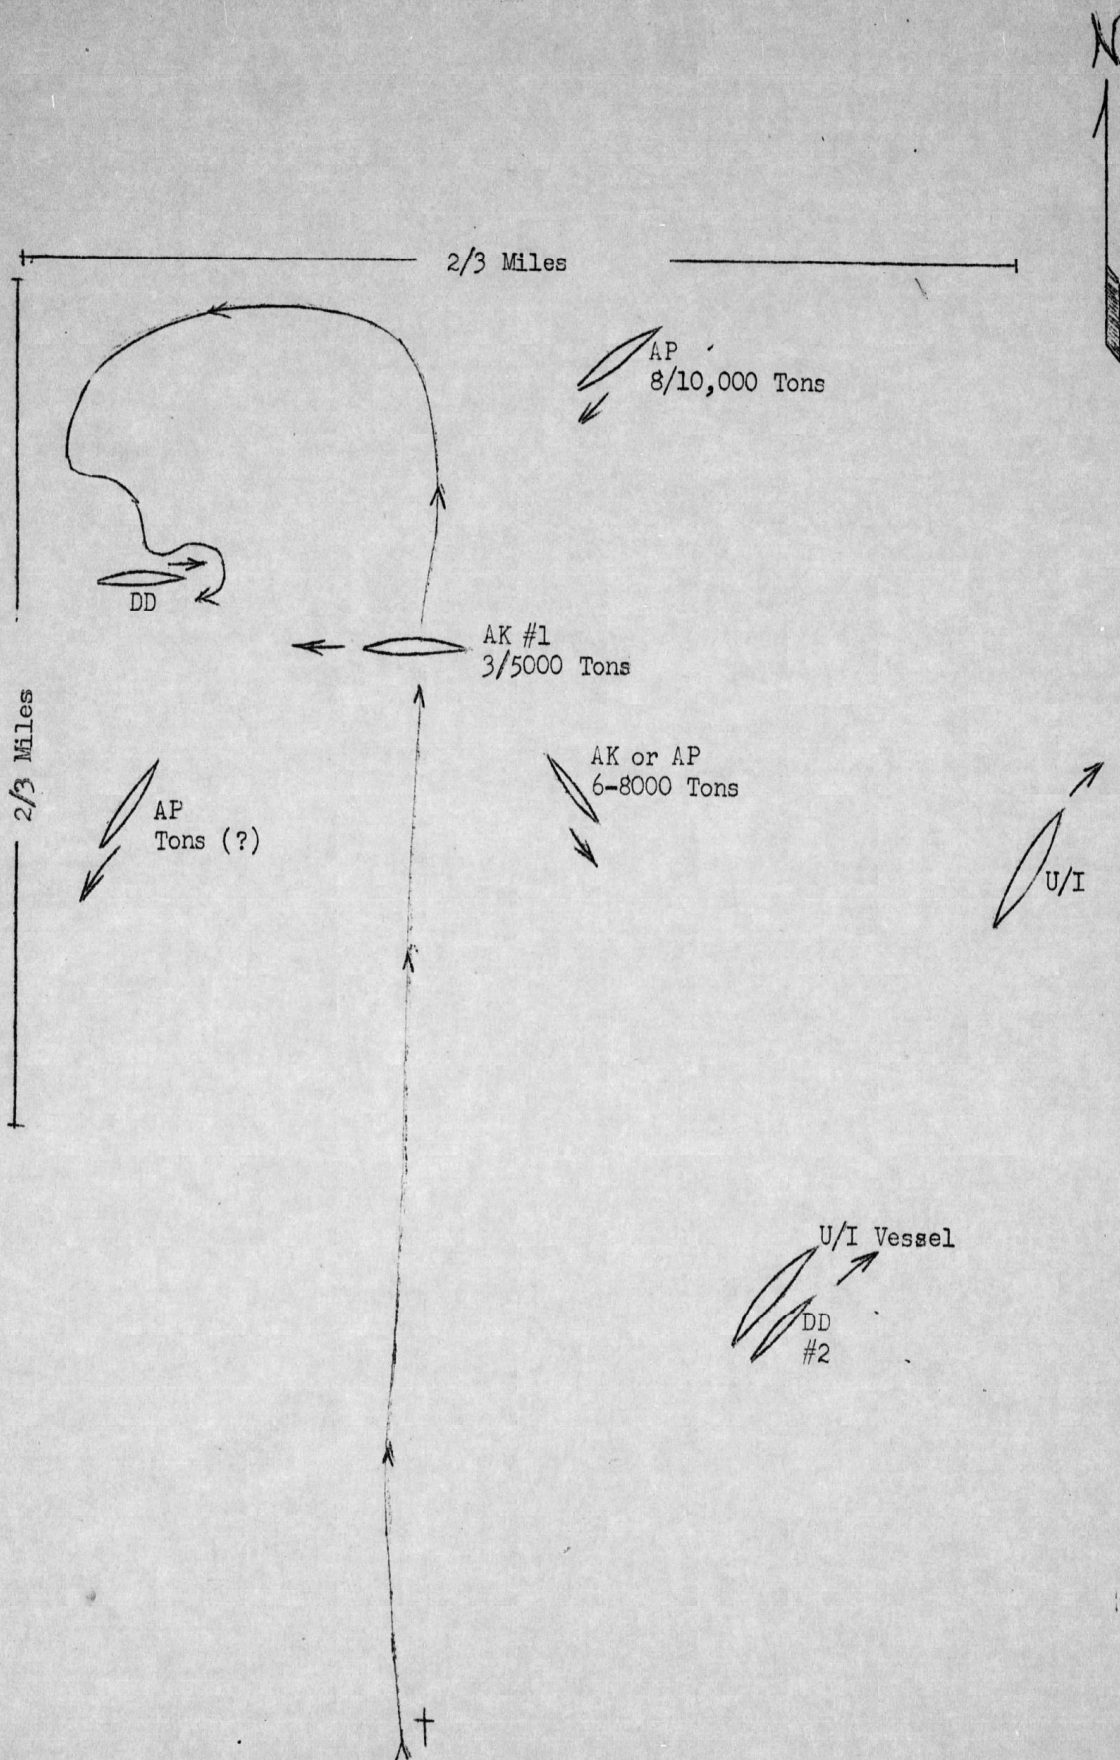 N
2/3 Miles
AP
8/10,000 Tons
DD
AK #1
3/5000 Tons
2/3 Miles
AK or AP
6-8000 Tons
AP
Tons (?)
U/I
U/I Vessel
DD
#2